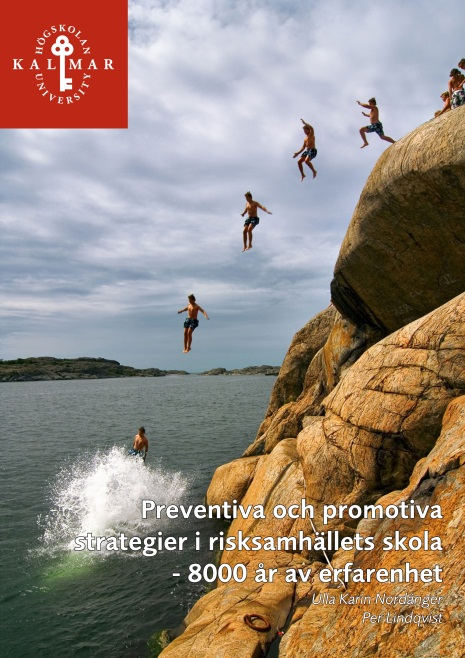 HÖGSKOLAN
KALMAR
UNIVERSITY
Preventiva och promotiva
strategier i risksamhällets skola
- 8000 år av erfarenhet
Ulla Karin Nordänger
Per Lindqvist